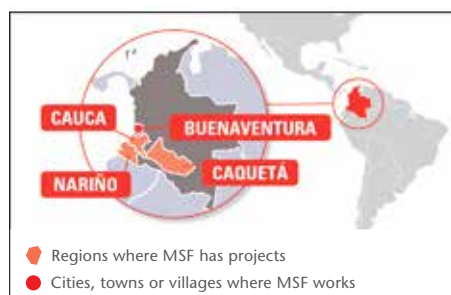 CAUCA
BUENAVENTURA
NARIÑO
CAQUETÁ
Regions where MSF has projects
Cities, towns or villages where MSF works